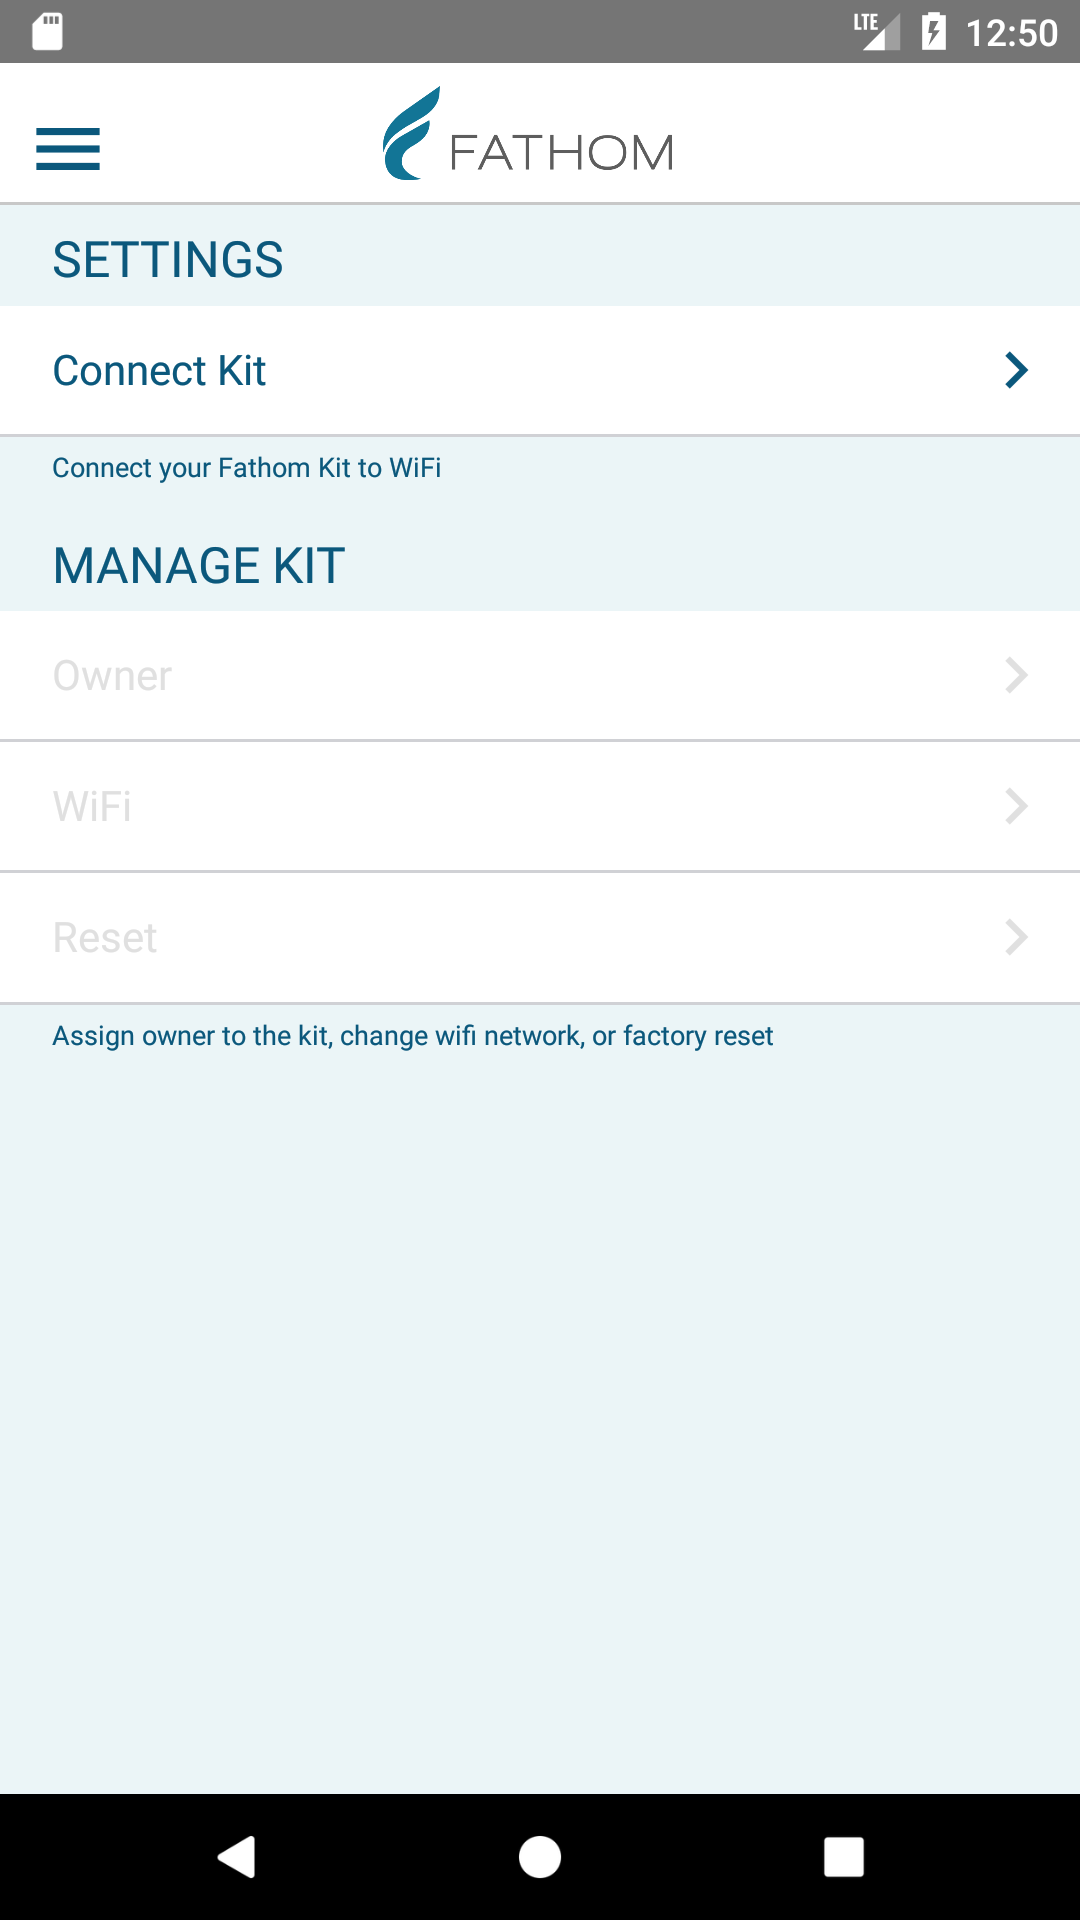 LTE 12:50
FATHOM
SETTINGS
Connect Kit
Connect your Fathom Kit to WiFi
MANAGE KIT
Owner
WiFi
Reset
Assign owner to the kit, change wifi network, or factory reset